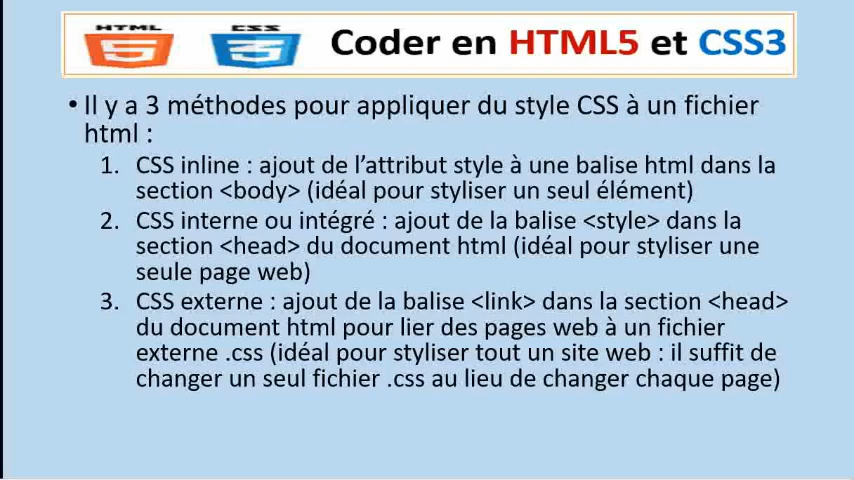 HTML
5
CSS
3
Coder en HTML5 et CSS3
• Il y a 3 méthodes pour appliquer du style CSS à un fichier
html :
1. CSS inline : ajout de l'attribut style à une balise html dans la
section <body> (idéal pour styliser un seul élément)
2. CSS interne ou intégré : ajout de la balise <style> dans la
section <head> du document html (idéal pour styliser une
seule page web)
3. CSS externe : ajout de la balise <link> dans la section <head>
du document html pour lier des pages web à un fichier
externe .css (idéal pour styliser tout un site web : il suffit de
changer un seul fichier .css au lieu de changer chaque page)